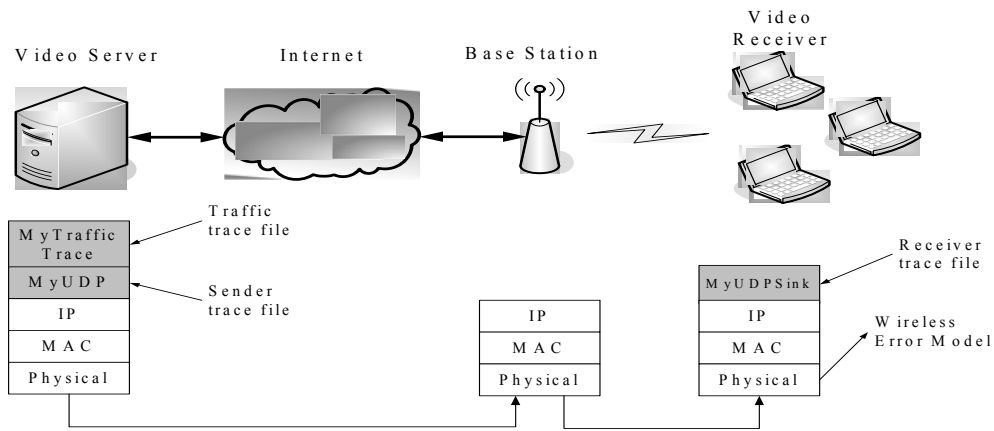 Video Server
Internet
Base Station
Video
Receiver
MyTraffic
Trace
MyUDP
IP
MAC
Physical
Traffic
trace file
Sender
trace file
IP
MAC
Physical
MyUDPSink
IP
MAC
Physical
Receiver
trace file
Wireless
Error Model